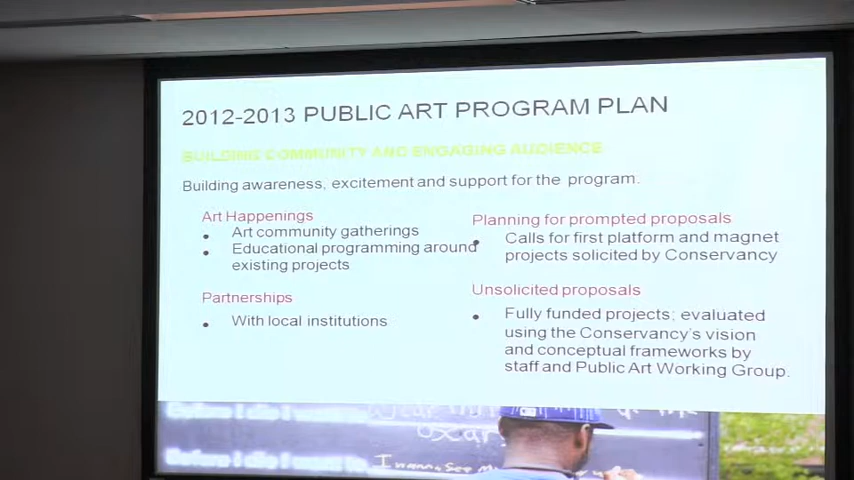 2012-2013 PUBLIC ART PROGRAM PLAN
BUILDING COMMUNITY AND ENGAGING AUDIENCE
Building awareness, excitement and support for the program.
Art Happenings
• Art community gatherings
• Educational programming around
existing projects
Partnerships
• With local institutions
Planning for prompted proposals
• Calls for first platform and magnet
projects solicited by Conservancy
Unsolicited proposals
• Fully funded projects; evaluated
using the Conservancy's vision
and conceptual frameworks by
staff and Public Art Working Group.
Before I die I want
oscar.
Before I die I want to